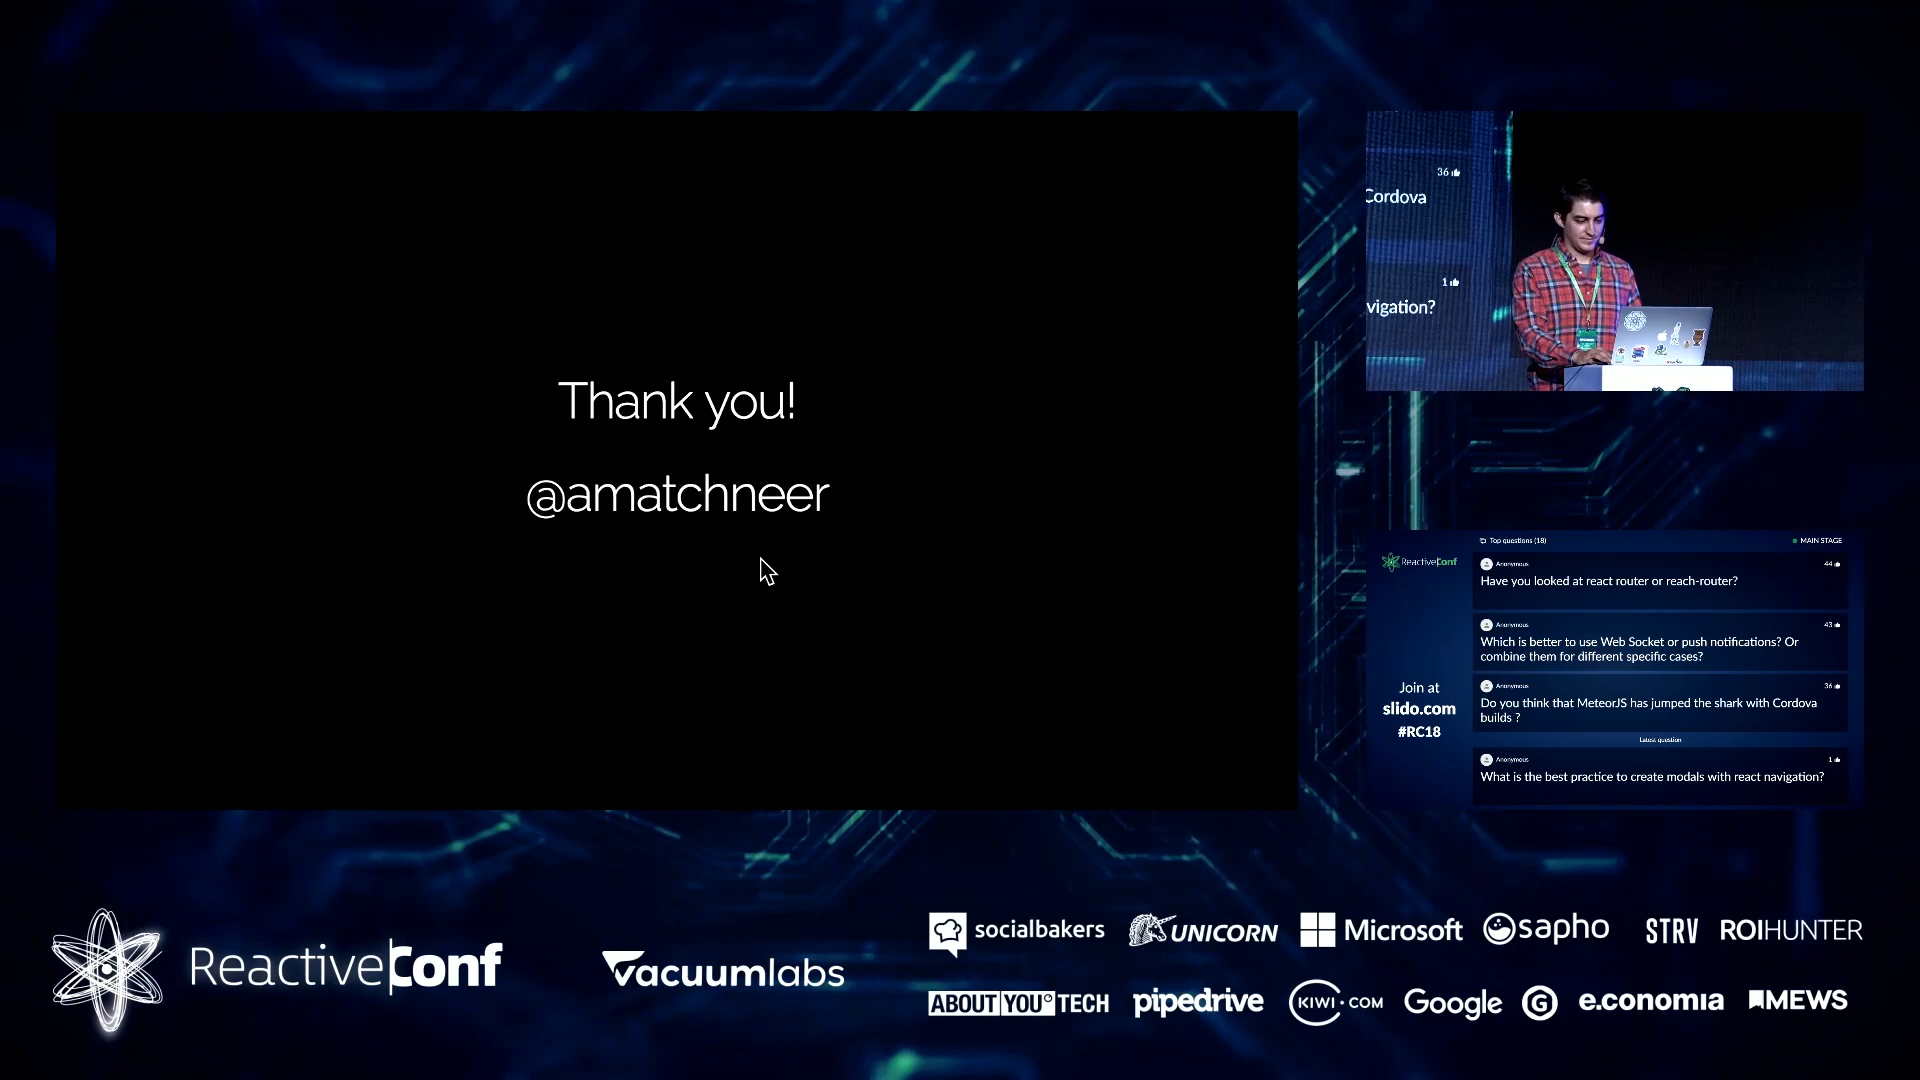 Thank you!
@amatchneer
36
Cordova
1
vigation?
ReactiveConf
Top questions (18)
MAIN STAGE
Anonymous
44
Have you looked at react router or reach-router?
Anonymous
43
Which is better to use Web Socket or push notifications? Or
combine them for different specific cases?
Anonymous
36
Do you think that MeteorJS has jumped the shark with Cordova
builds ?
Latest question
Anonymous
1
What is the best practice to create modals with react navigation?
Join at
slido.com
#RC18
ReactiveConf
vacuumlabs
socialbakers
UNICORN
Microsoft
sapho
STRV
ROIHUNTER
ABOUT YOU° TECH
pipedrive
KIWI.COM
Google
G
e.conomia
MEWS